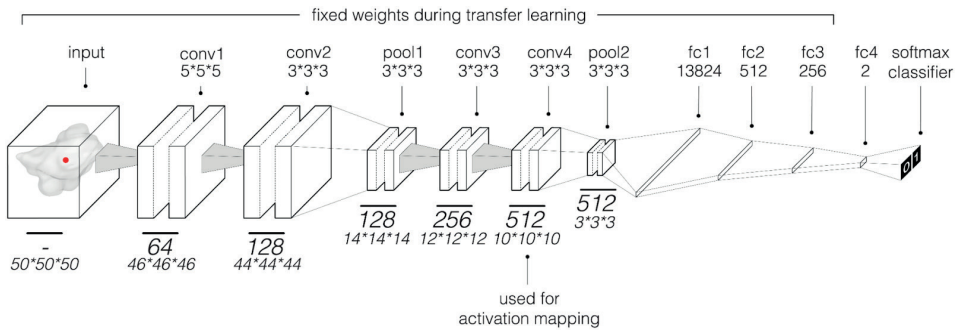 fixed weights during transfer learning
input
conv1
5*5*5
conv2
3*3*3
pool1
3*3*3
conv3
3*3*3
conv4
3*3*3
pool2
3*3*3
fc1
13824
fc2
512
fc3
256
fc4
2
softmax
classifier
0 1
-
50*50*50
64
46*46*46
128
44*44*44
128
14*14*14
256
12*12*12
512
10*10*10
512
3*3*3
used for
activation mapping